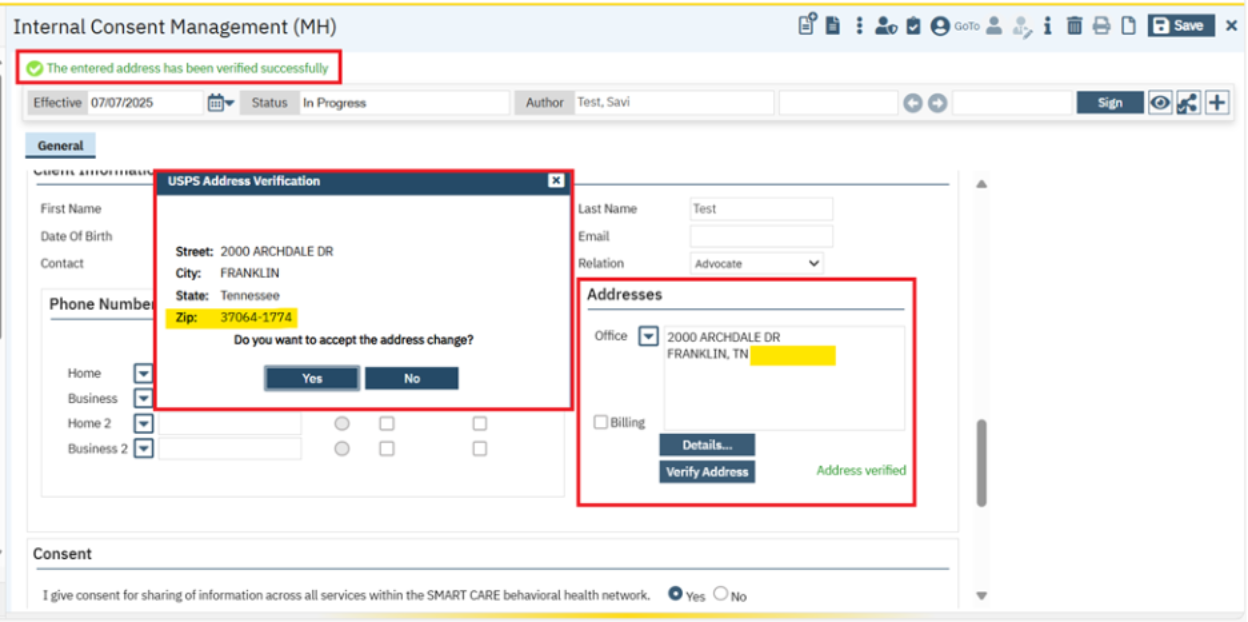 Internal Consent Management (MH)
GoTo
Save
The entered address has been verified successfully
Effective 07/07/2025 Status In Progress Author Test, Savi Sign
General
USPS Address Verification
First Name
Date Of Birth
Contact
Street: 2000 ARCHDALE DR
City: FRANKLIN
State: Tennessee
Zip: 37064-1774
Do you want to accept the address change?
Yes No
Last Name Test
Email
Relation Advocate
Phone Number
Home
Business
Home 2
Business 2
Addresses
Office 2000 ARCHDALE DR
FRANKLIN, TN
Billing
Details...
Verify Address Address verified
Consent
I give consent for sharing of information across all services within the SMART CARE behavioral health network. Yes No